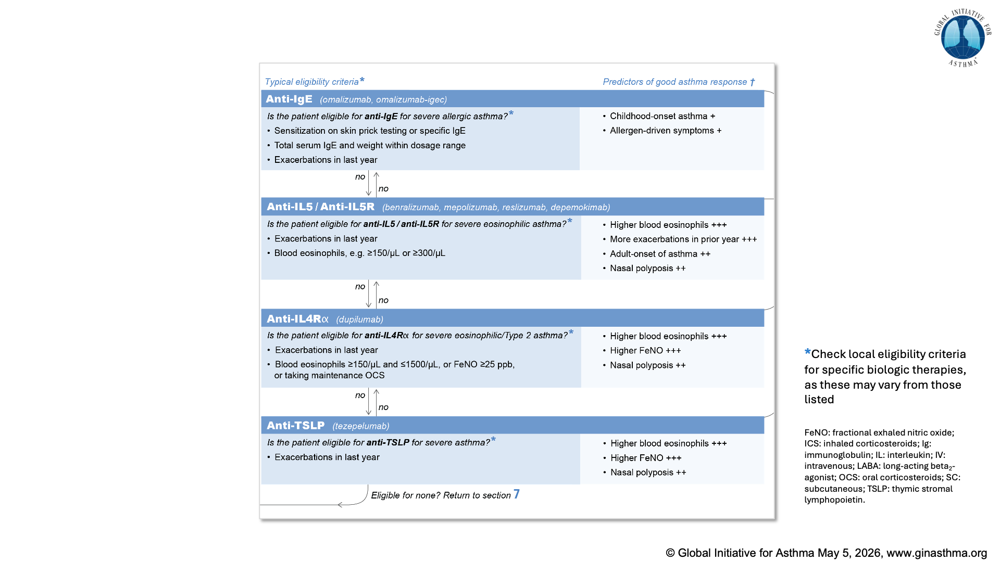 GLOBAL INITIATIVE FOR
ASTHMA
Typical eligibility criteria*
Predictors of good asthma response †
Anti-IgE (omalizumab, omalizumab-igec)
Is the patient eligible for anti-IgE for severe allergic asthma?*
• Sensitization on skin prick testing or specific IgE
• Total serum IgE and weight within dosage range
• Exacerbations in last year
• Childhood-onset asthma +
• Allergen-driven symptoms +
no
no
Anti-IL5 / Anti-IL5R (benralizumab, mepolizumab, reslizumab, depemokimab)
Is the patient eligible for anti-IL5 / anti-IL5R for severe eosinophilic asthma?*
• Exacerbations in last year
• Blood eosinophils, e.g. ≥150/μL or ≥300/μL
• Higher blood eosinophils +++
• More exacerbations in prior year +++
• Adult-onset of asthma ++
• Nasal polyposis ++
no
no
Anti-IL4Rα (dupilumab)
Is the patient eligible for anti-IL4Rα for severe eosinophilic/Type 2 asthma?*
• Exacerbations in last year
• Blood eosinophils ≥150/μL and ≤1500/μL, or FeNO ≥25 ppb,
or taking maintenance OCS
• Higher blood eosinophils +++
• Higher FeNO +++
• Nasal polyposis ++
no
no
Anti-TSLP (tezepelumab)
Is the patient eligible for anti-TSLP for severe asthma?*
• Exacerbations in last year
• Higher blood eosinophils +++
• Higher FeNO +++
• Nasal polyposis ++
Eligible for none? Return to section 7
*Check local eligibility criteria
for specific biologic therapies,
as these may vary from those
listed
FeNO: fractional exhaled nitric oxide;
ICS: inhaled corticosteroids; Ig:
immunoglobulin; IL: interleukin; IV:
intravenous; LABA: long-acting beta₂-
agonist; OCS: oral corticosteroids; SC:
subcutaneous; TSLP: thymic stromal
lymphopoietin.
© Global Initiative for Asthma May 5, 2026, www.ginasthma.org